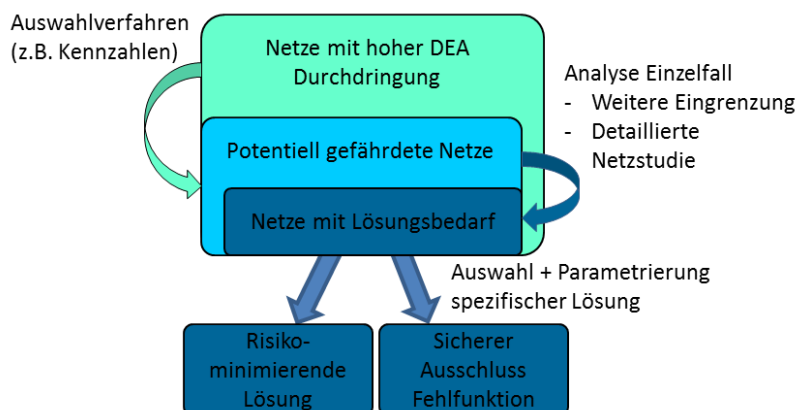 Auswahlverfahren
(z.B. Kennzahlen)
Netze mit hoher DEA
Durchdringung
Analyse Einzelfall
- Weitere Eingrenzung
- Detaillierte
Netzstudie
Potentiell gefährdete Netze
Netze mit Lösungsbedarf
Auswahl + Parametrierung
spezifischer Lösung
Risiko-
minimierende
Lösung
Sicherer
Ausschluss
Fehlfunktion